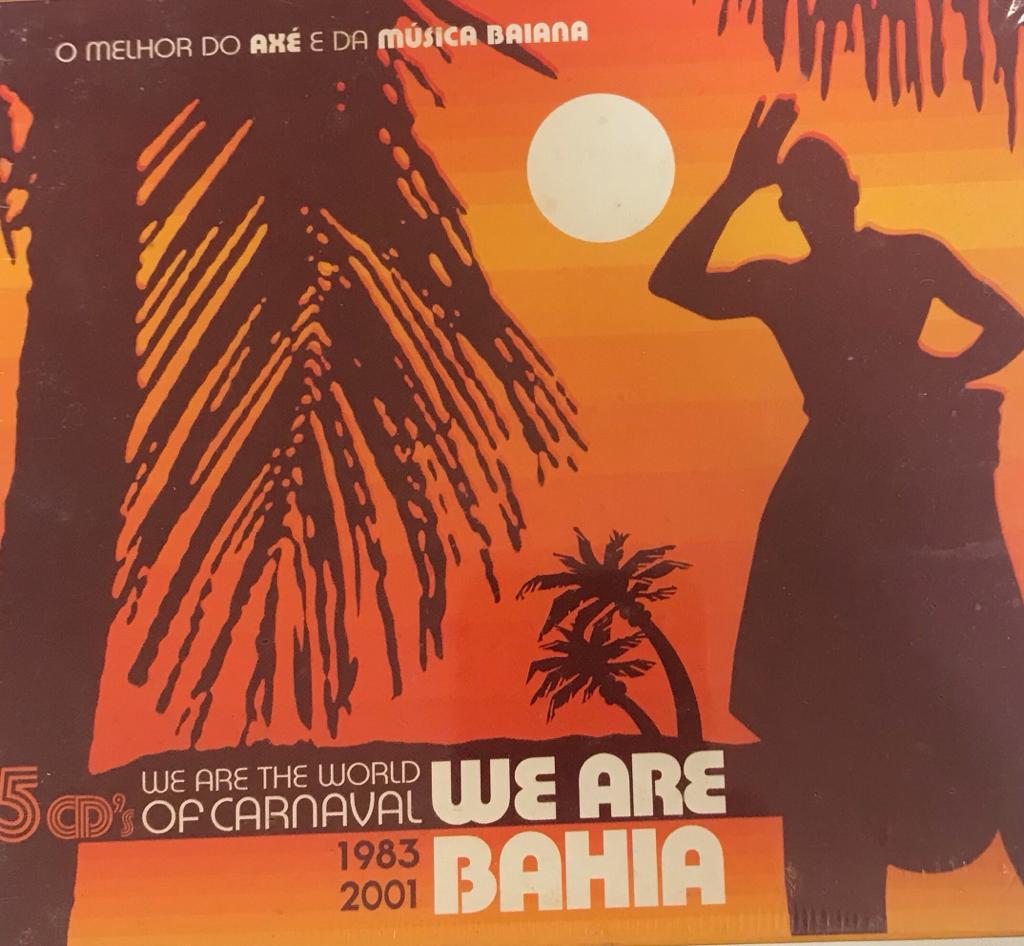 O MELHOR DO AXÉ E DA MÚSICA BAIANA
5 CD's
WE ARE THE WORLD
OF CARNAVAL
WE ARE
BAHIA
1983
2001